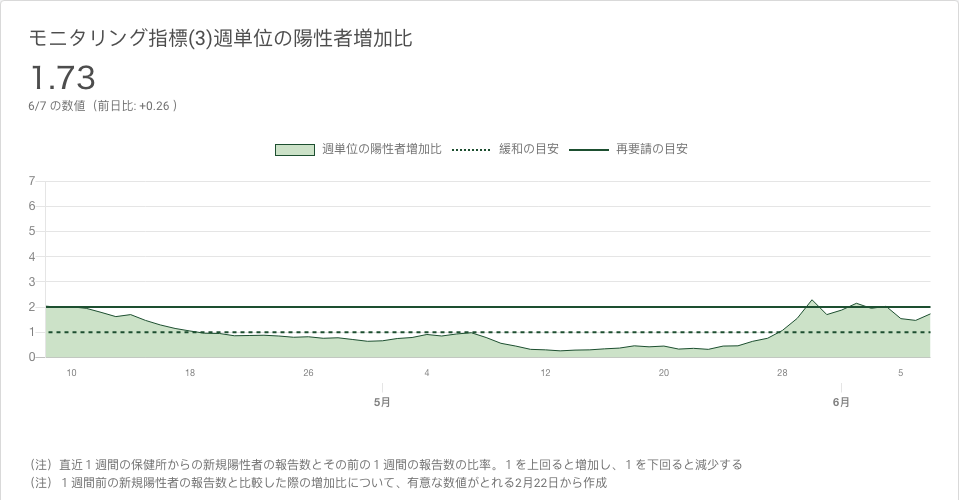 モニタリング指標(3)週単位の陽性者増加比
1.73
6/7 の数値（前日比: +0.26 ）
週単位の陽性者増加比 緩和の目安 再要請の目安
7
6
5
4
3
2
1
0
10 18 26 4 12 20 28 5
5月 6月
（注）直近１週間の保健所からの新規陽性者の報告数とその前の１週間の報告数の比率。１を上回ると増加し、１を下回ると減少する
（注）１週間前の新規陽性者の報告数と比較した際の増加比について、有意な数値がとれる2月22日から作成